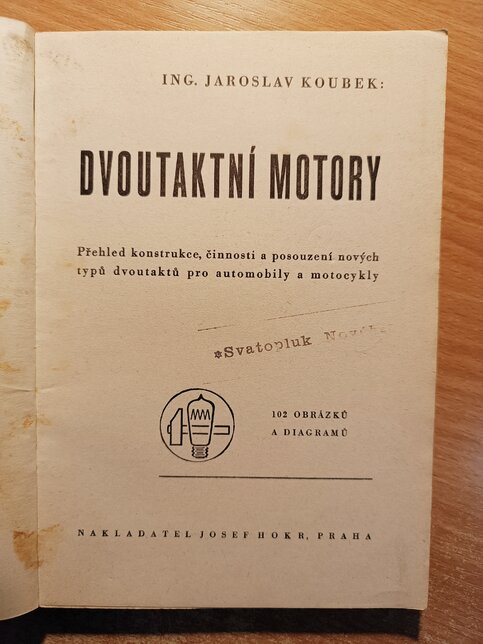 ING. JAROSLAV KOUBEK:
DVOUTAKTNÍ MOTORY
Přehled konstrukce, činnosti a posouzení nových
typů dvoutaktů pro automobily a motocykly
*Svatopluk
102 OBRÁZKŮ
A DIAGRAMŮ
NAKLADATEL JOSEF HOKR, PRAHA